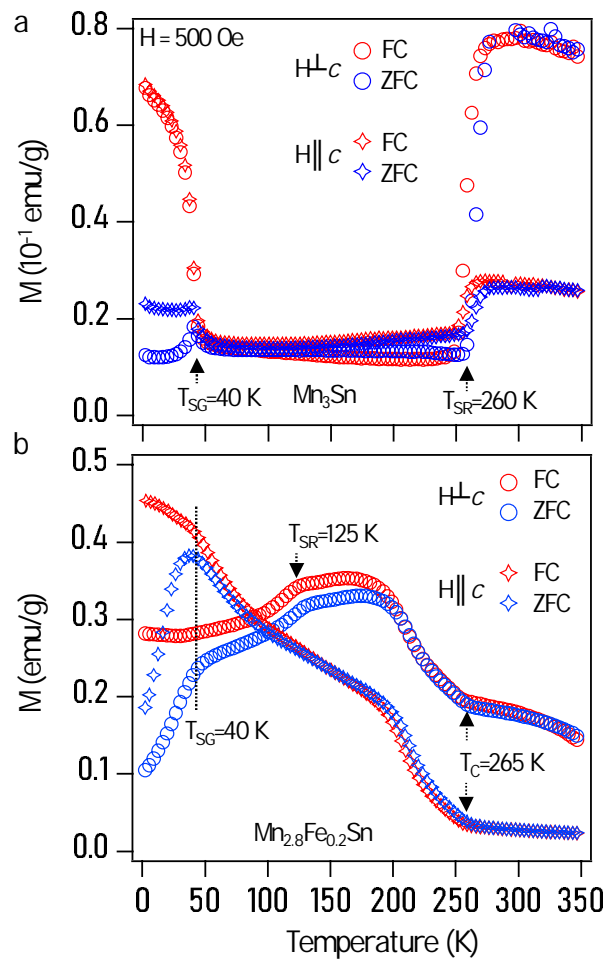 a
H = 500 Oe
H⊥c
FC
ZFC
H∥c
FC
ZFC
M (10⁻¹ emu/g)
0.8
0.6
0.4
0.2
0.0
T_SG=40 K
Mn₃Sn
T_SR=260 K
b
H⊥c
FC
ZFC
H∥c
FC
ZFC
M (emu/g)
0.5
0.4
0.3
0.2
0.1
0.0
T_SR=125 K
T_SG=40 K
T_C=265 K
Mn₂.₈Fe₀.₂Sn
0 50 100 150 200 250 300 350
Temperature (K)